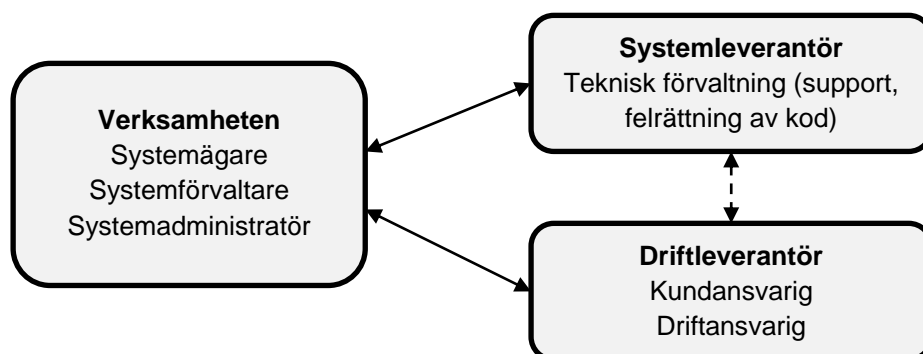 Verksamheten
Systemägare
Systemförvaltare
Systemadministratör
Systemleverantör
Teknisk förvaltning (support,
felrättning av kod)
Driftleverantör
Kundansvarig
Driftansvarig